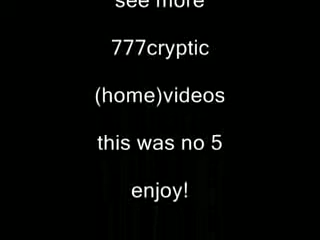 see more
777cryptic
(home)videos
this was no 5
enjoy!